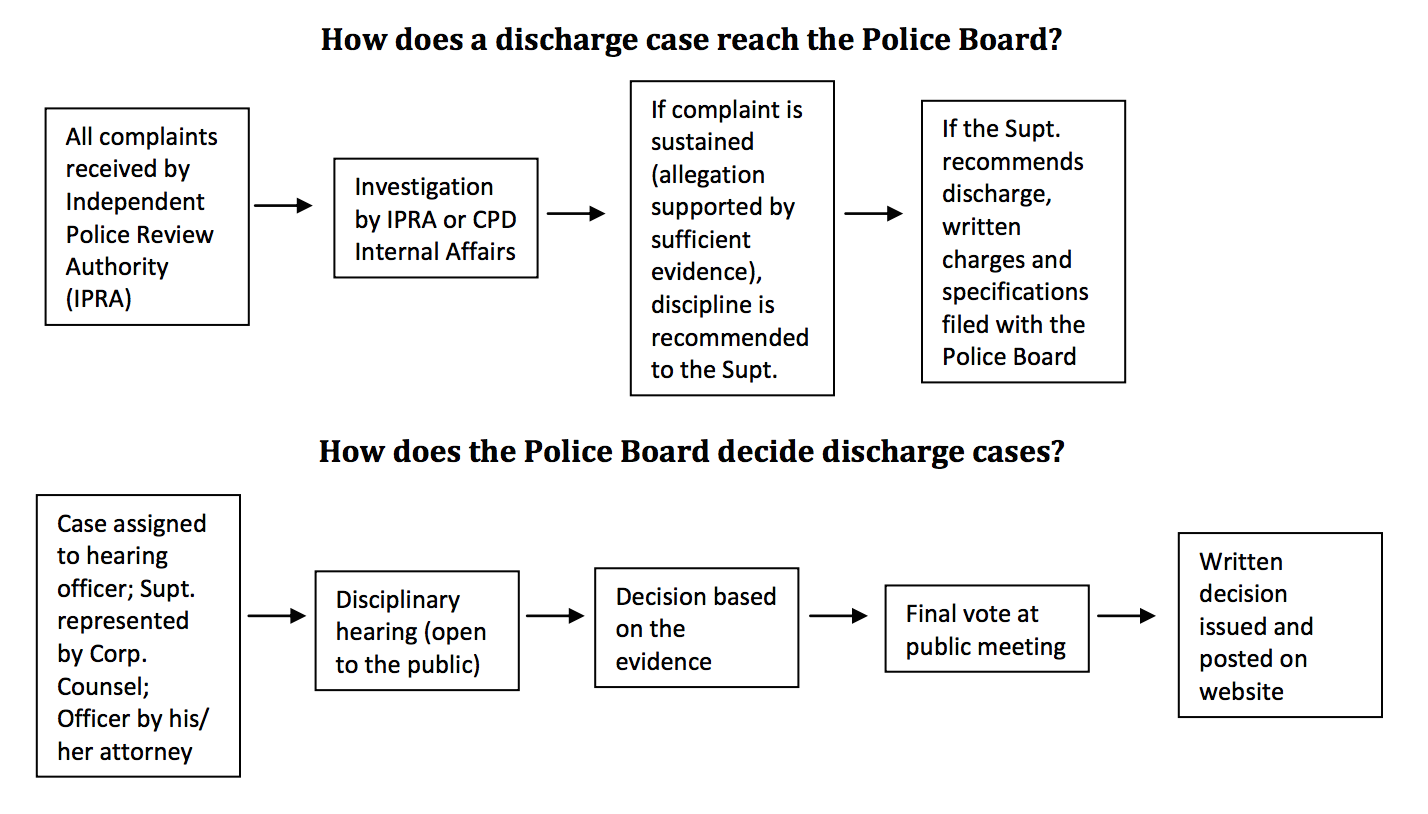 How does a discharge case reach the Police Board?
All complaints
received by
Independent
Police Review
Authority
(IPRA)
Investigation
by IPRA or CPD
Internal Affairs
If complaint is
sustained
(allegation
supported by
sufficient
evidence),
discipline is
recommended
to the Supt.
If the Supt.
recommends
discharge,
written
charges and
specifications
filed with the
Police Board
How does the Police Board decide discharge cases?
Case assigned
to hearing
officer; Supt.
represented
by Corp.
Counsel;
Officer by his/
her attorney
Disciplinary
hearing (open
to the public)
Decision based
on the
evidence
Final vote at
public meeting
Written
decision
issued and
posted on
website